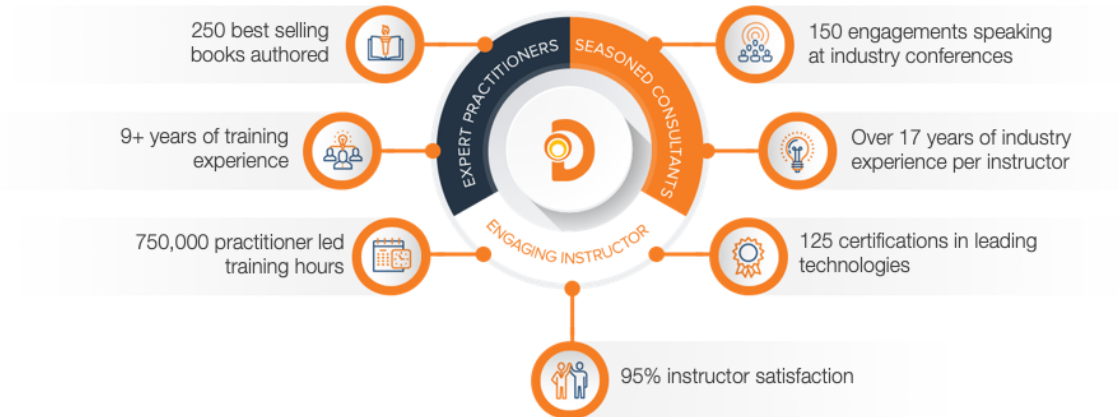 250 best selling
books authored
9+ years of training
experience
750,000 practitioner led
training hours
EXPERT PRACTITIONERS
SEASONED CONSULTANTS
ENGAGING INSTRUCTOR
150 engagements speaking
at industry conferences
Over 17 years of industry
experience per instructor
125 certifications in leading
technologies
95% instructor satisfaction